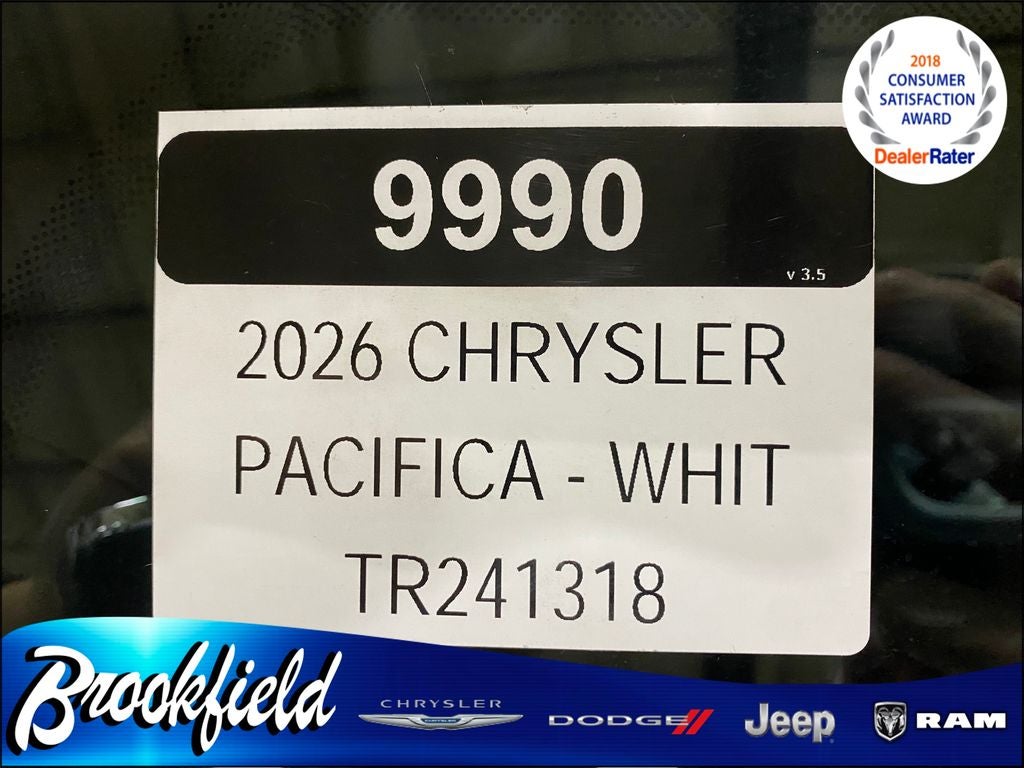 2018
CONSUMER
SATISFACTION
AWARD
DealerRater
9990
v 3.5
2026 CHRYSLER
PACIFICA - WHIT
TR241318
Brookfield
CHRYSLER
DODGE
Jeep
RAM